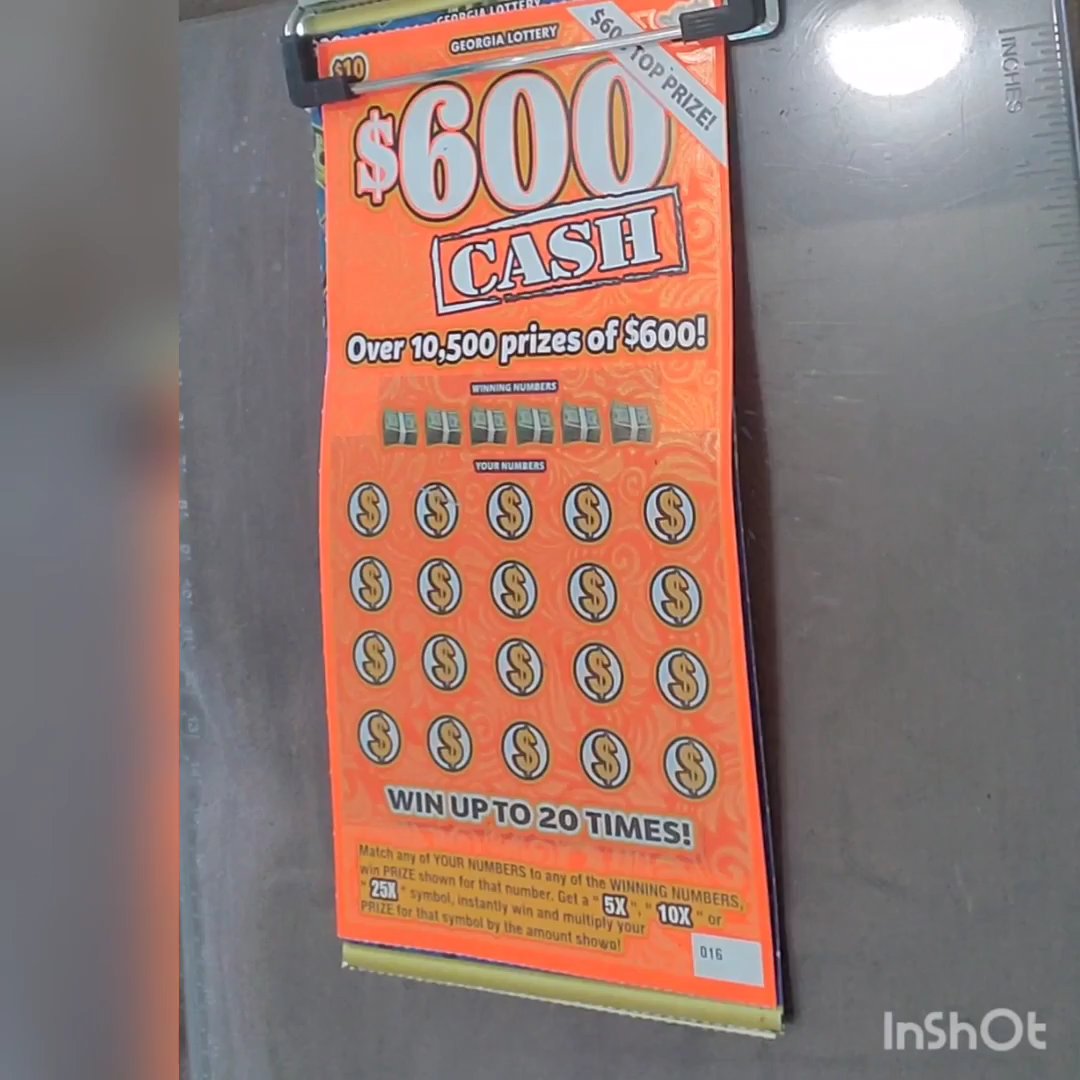 GEORGIA LOTTERY
GEORGIA LOTTERY
$10
$60 TOP PRIZE!
$600
CASH
Over 10,500 prizes of $600!
WINNING NUMBERS
YOUR NUMBERS
$ $ $ $ $
$ $ $ $ $
$ $ $ $ $
$ $ $ $ $
WIN UP TO 20 TIMES!
Match any of YOUR NUMBERS to any of the WINNING NUMBERS,
win PRIZE shown for that number. Get a "5X", "10X" or
"25X" symbol, instantly win and multiply your
PRIZE for that symbol by the amount shown!
016
INCHES
InShOt